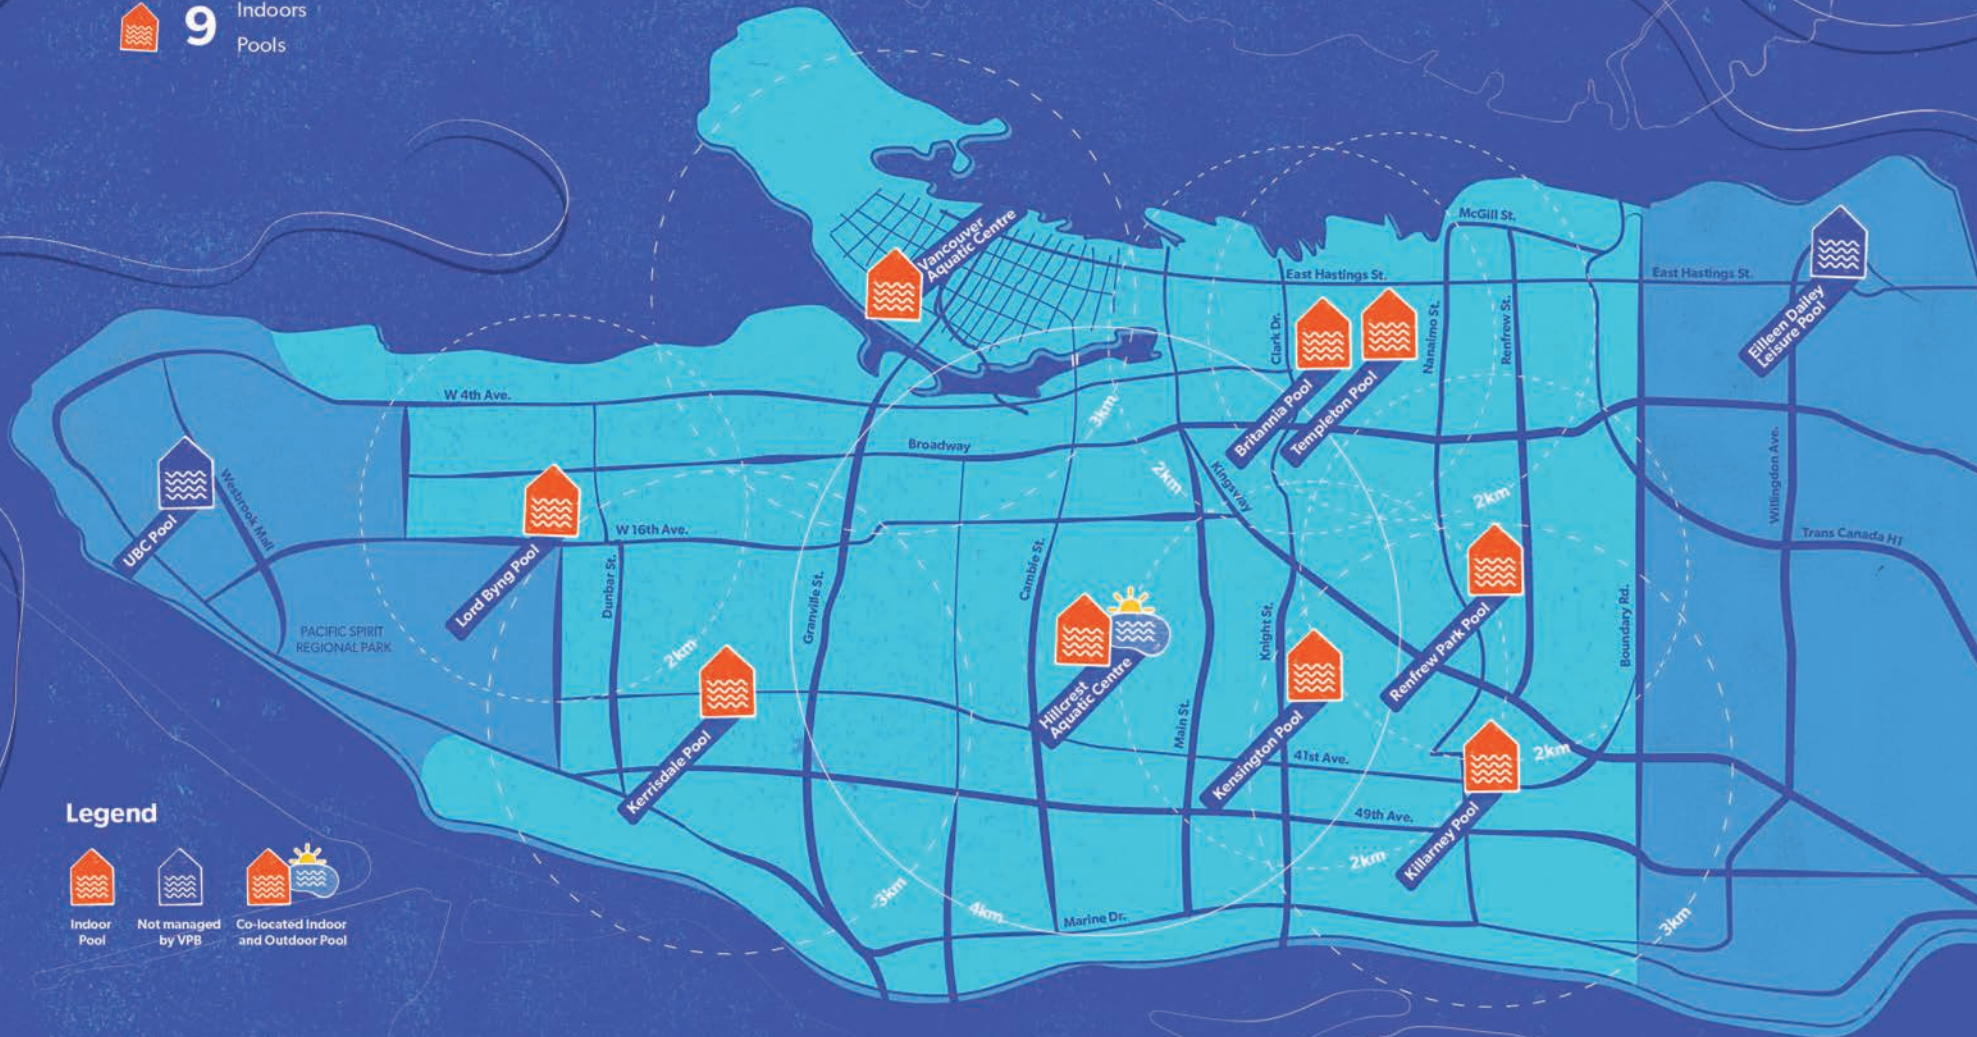 9
Indoors
Pools
Vancouver
Aquatic Centre
McGill St.
East Hastings St.
East Hastings St.
Clark Dr.
Nanaimo St.
Renfrew St.
Eilleen Dailey
Leisure Pool
W 4th Ave.
3km
Britannia Pool
Templeton Pool
Broadway
2km
Kingsway
2km
Willingdon Ave.
Wesbrook Mall
UBC Pool
W 16th Ave.
Trans Canada H1
Lord Byng Pool
Dunbar St.
Granville St.
Cambie St.
Knight St.
Boundary Rd.
PACIFIC SPIRIT
REGIONAL PARK
2km
Renfrew Park Pool
Hillcrest
Aquatic Centre
Main St.
Kerrisdale Pool
Kensington Pool
41st Ave.
2km
49th Ave.
2km
Killarney Pool
3km
4km
Marine Dr.
3km
Legend
Indoor
Pool
Not managed
by VPB
Co-located Indoor
and Outdoor Pool